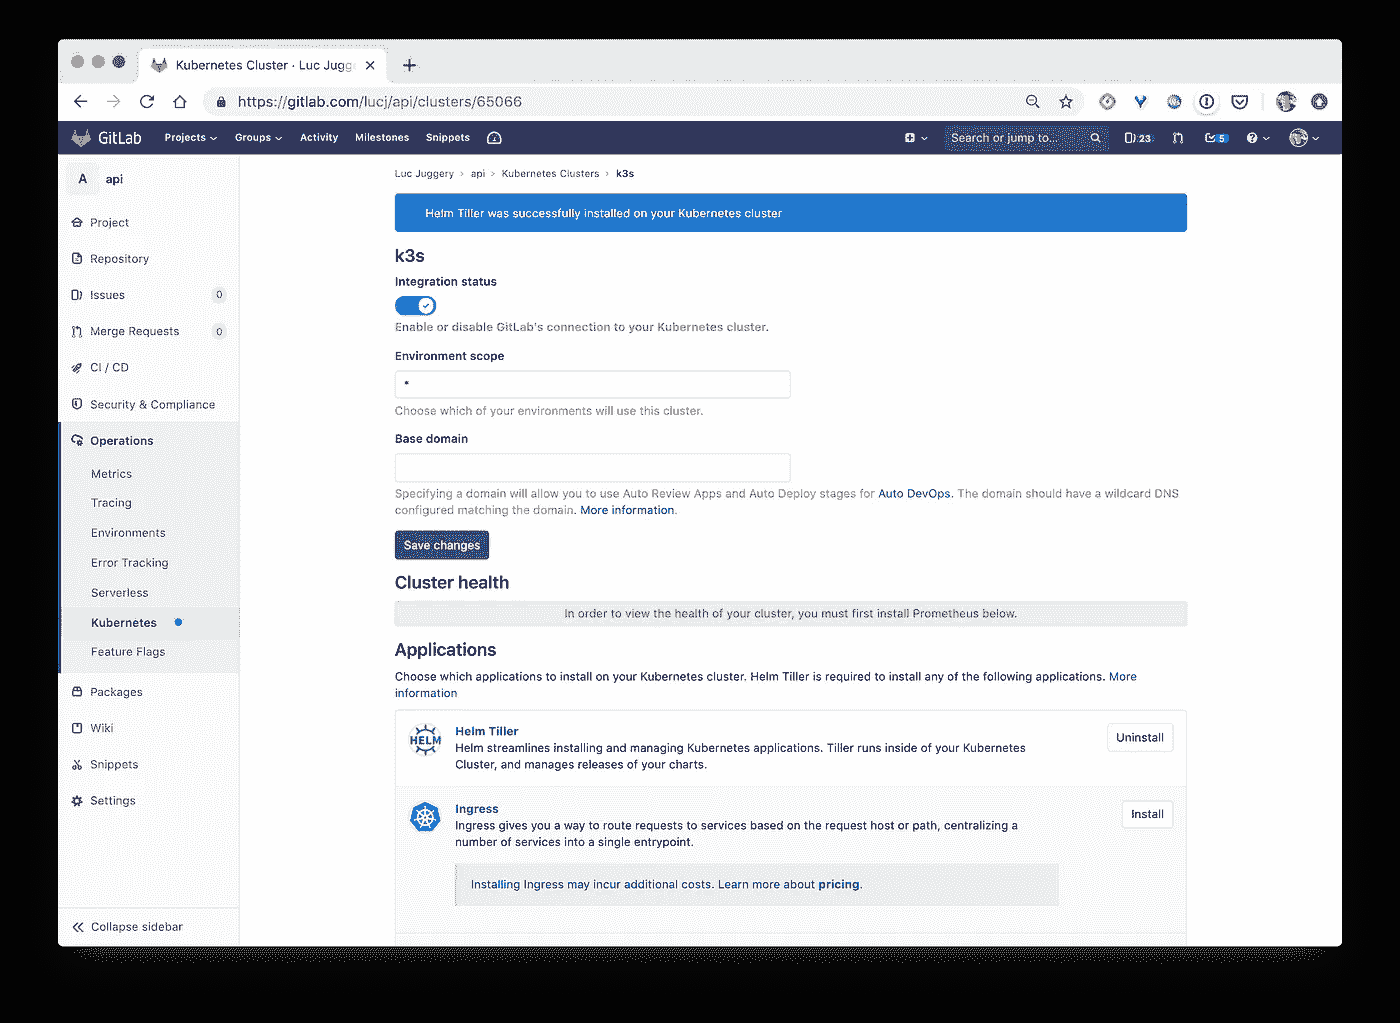 Kubernetes Cluster · Luc Jugg
https://gitlab.com/lucj/api/clusters/65066
GitLab Projects Groups Activity Milestones Snippets Search or jump to... 23 5
A api
Project
Repository
Issues 0
Merge Requests 0
CI / CD
Security & Compliance
Operations
Metrics
Tracing
Environments
Error Tracking
Serverless
Kubernetes
Feature Flags
Packages
Wiki
Snippets
Settings
Collapse sidebar
Luc Juggery > api > Kubernetes Clusters > k3s
Helm Tiller was successfully installed on your Kubernetes cluster
k3s
Integration status
Enable or disable GitLab's connection to your Kubernetes cluster.
Environment scope
*
Choose which of your environments will use this cluster.
Base domain
Specifying a domain will allow you to use Auto Review Apps and Auto Deploy stages for Auto DevOps. The domain should have a wildcard DNS
configured matching the domain. More information.
Save changes
Cluster health
In order to view the health of your cluster, you must first install Prometheus below.
Applications
Choose which applications to install on your Kubernetes cluster. Helm Tiller is required to install any of the following applications. More
information
HELM
Helm Tiller
Helm streamlines installing and managing Kubernetes applications. Tiller runs inside of your Kubernetes
Cluster, and manages releases of your charts.
Uninstall
Ingress
Ingress gives you a way to route requests to services based on the request host or path, centralizing a
number of services into a single entrypoint.
Install
Installing Ingress may incur additional costs. Learn more about pricing.